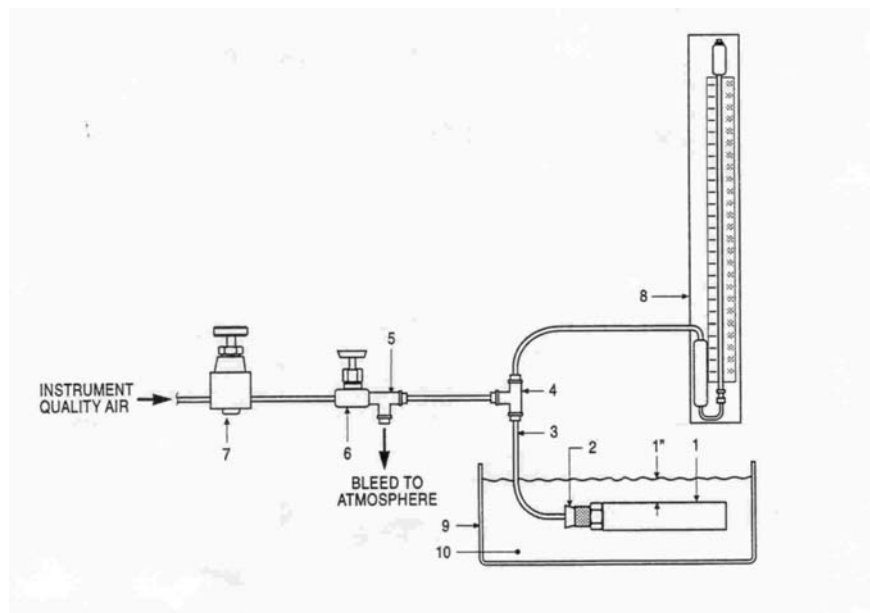 8
5
4
INSTRUMENT
QUALITY AIR
3
2
1"
1
7
6
BLEED TO
ATMOSPHERE
9
10